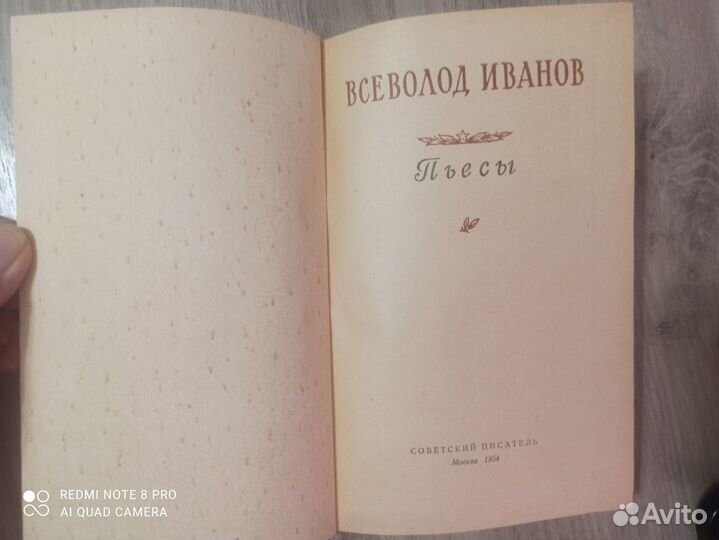 ВСЕВОЛОД ИВАНОВ
Пьесы
СОВЕТСКИЙ ПИСАТЕЛЬ
Москва 1954
REDMI NOTE 8 PRO
AI QUAD CAMERA
Avito